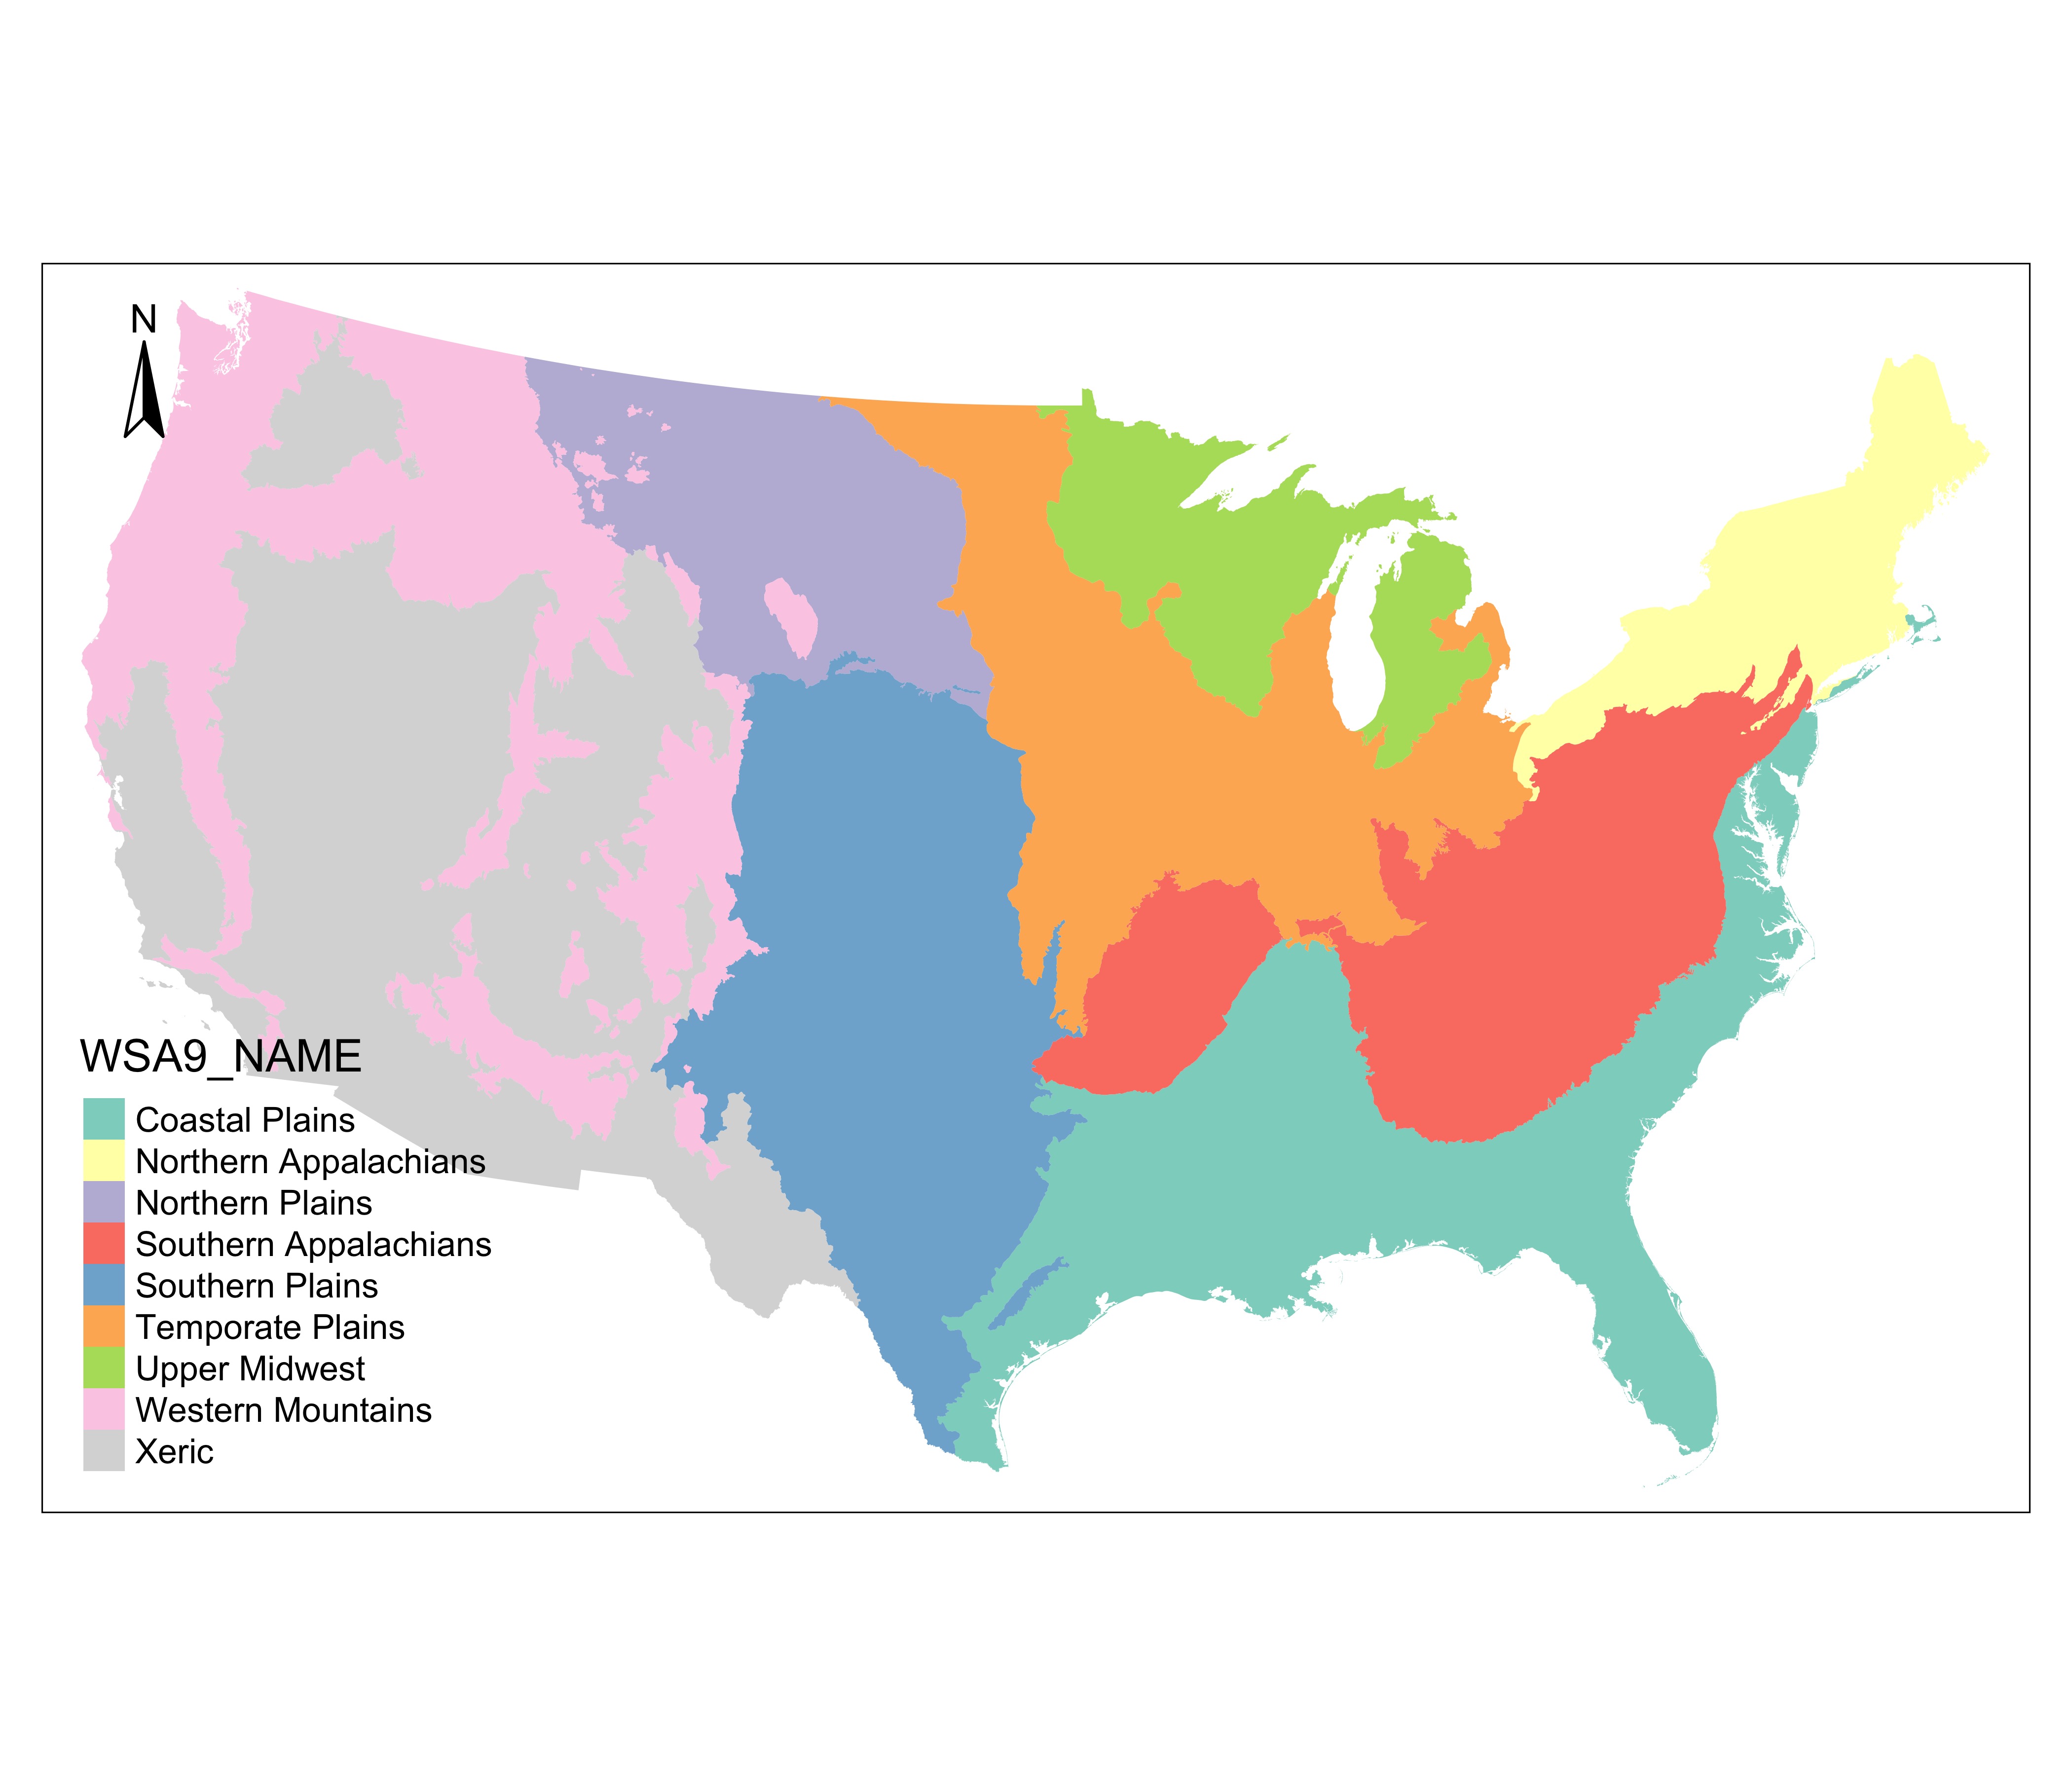 N
WSA9_NAME
Coastal Plains
Northern Appalachians
Northern Plains
Southern Appalachians
Southern Plains
Temporate Plains
Upper Midwest
Western Mountains
Xeric